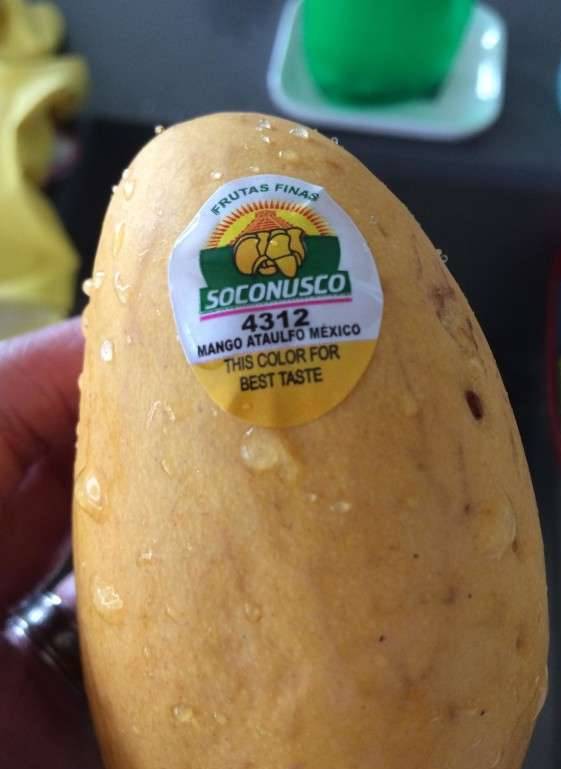 FRUTAS FINAS
SOCONUSCO
4312
MANGO ATAULFO MÉXICO
THIS COLOR FOR
BEST TASTE